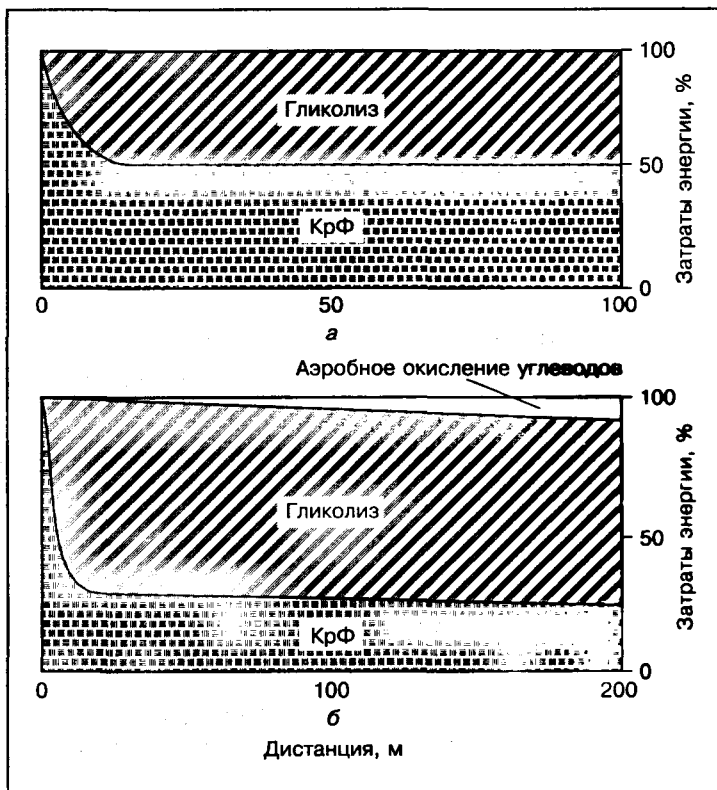 100
Гликолиз
50
КрФ
0
Затраты энергии, %
0 50 100
а
Аэробное окисление углеводов
100
Гликолиз
50
КрФ
0
Затраты энергии, %
0 100 200
б
Дистанция, м